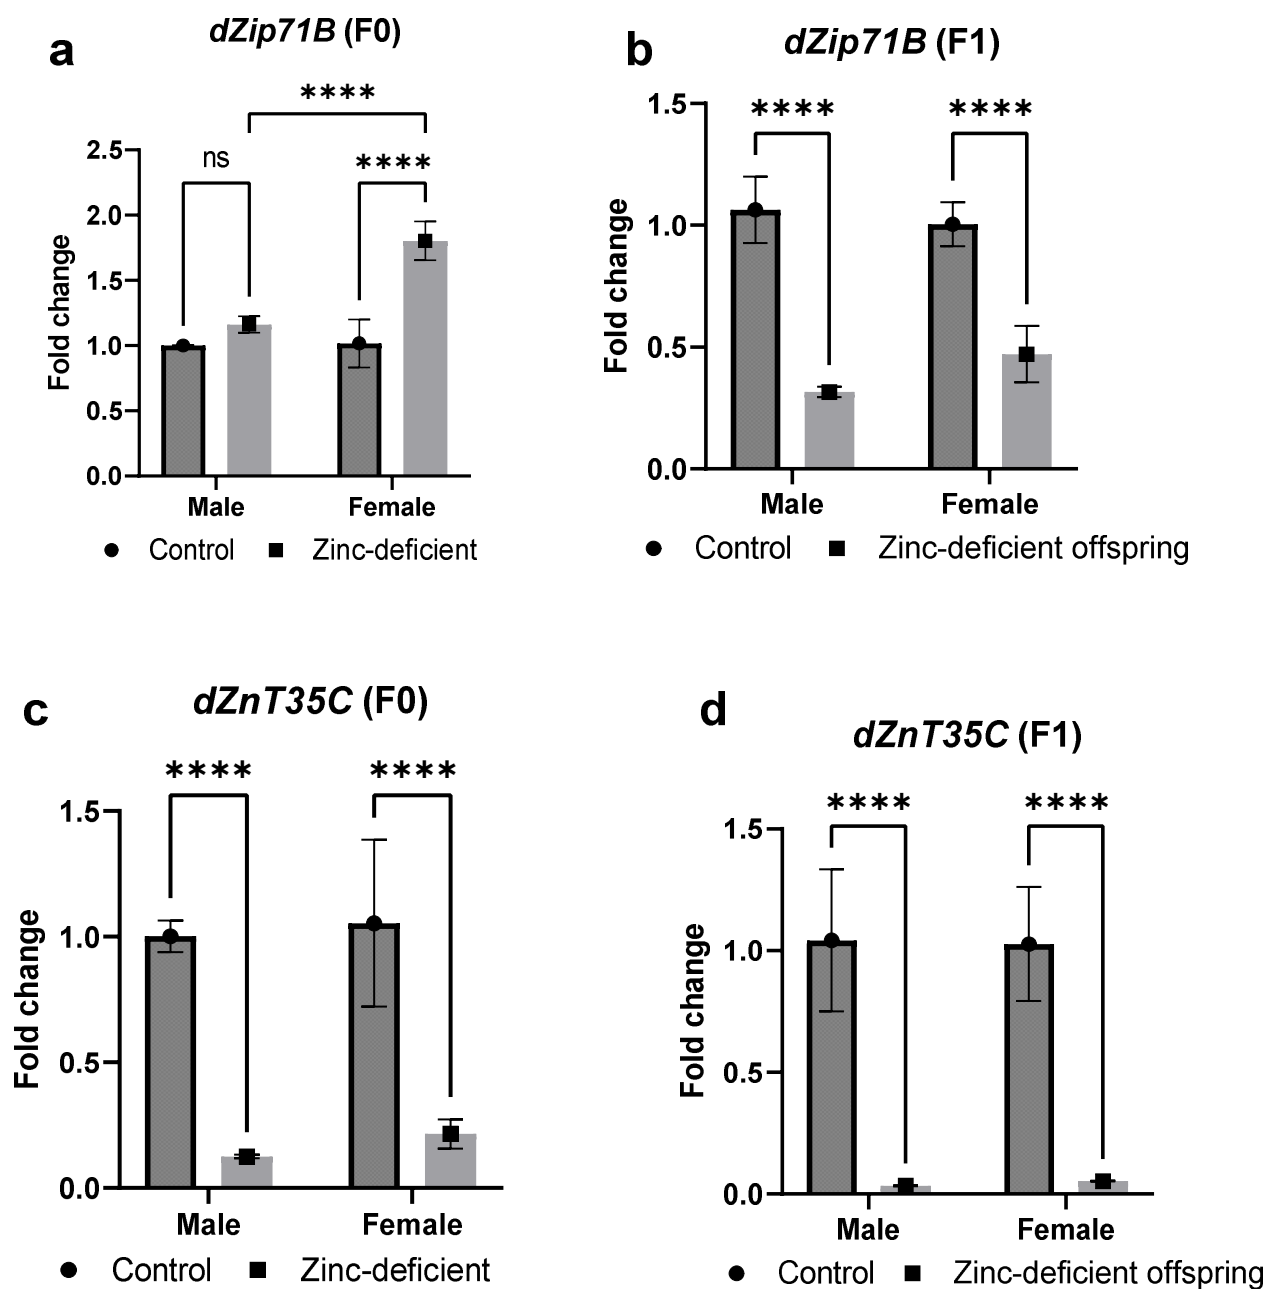 a
dZip71B (F0)
****
ns
****
2.5
2.0
1.5
1.0
0.5
0.0
Fold change
Male
Female
Control
Zinc-deficient
b
dZip71B (F1)
****
****
1.5
1.0
0.5
0.0
Fold change
Male
Female
Control
Zinc-deficient offspring
c
dZnT35C (F0)
****
****
1.5
1.0
0.5
0.0
Fold change
Male
Female
Control
Zinc-deficient
d
dZnT35C (F1)
****
****
1.5
1.0
0.5
0.0
Fold change
Male
Female
Control
Zinc-deficient offspring